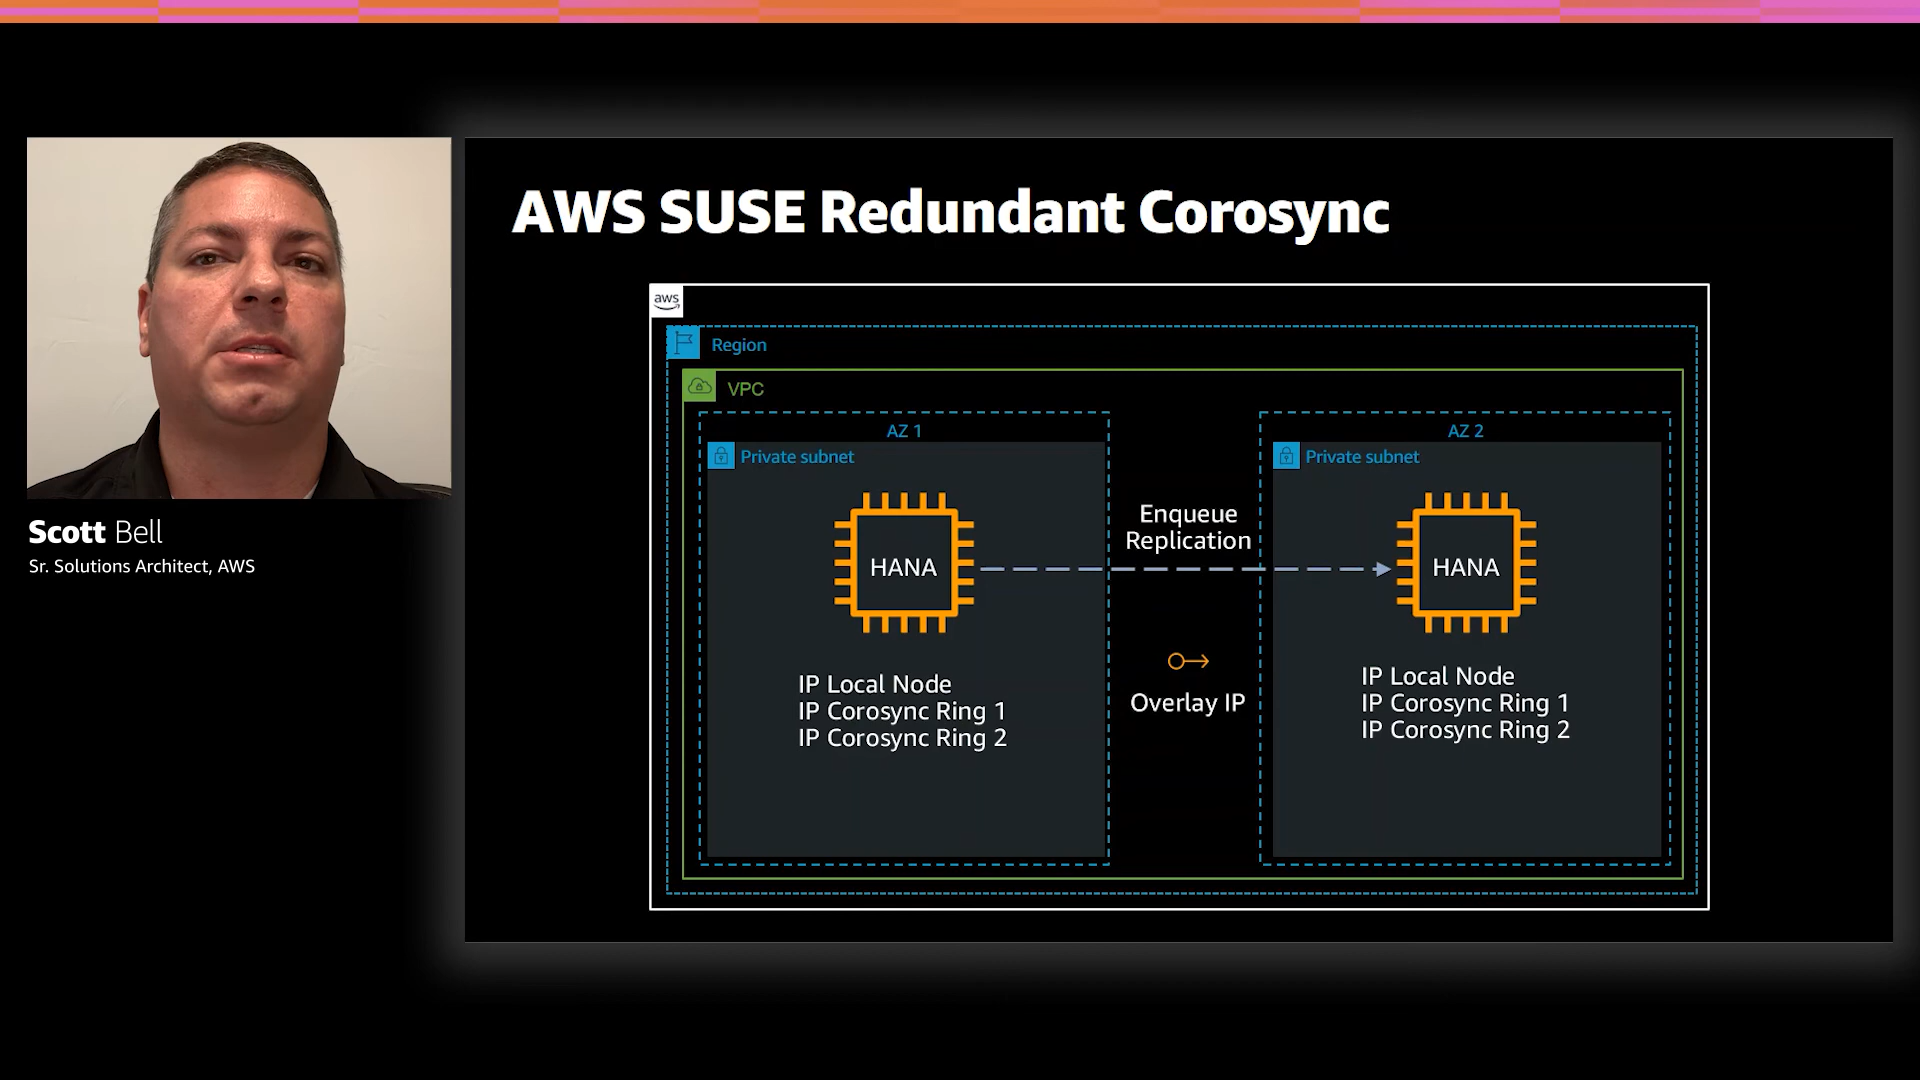 AWS SUSE Redundant Corosync
aws
Region
VPC
AZ 1
Private subnet
HANA
IP Local Node
IP Corosync Ring 1
IP Corosync Ring 2
Enqueue
Replication
Overlay IP
AZ 2
Private subnet
HANA
IP Local Node
IP Corosync Ring 1
IP Corosync Ring 2
Scott Bell
Sr. Solutions Architect, AWS